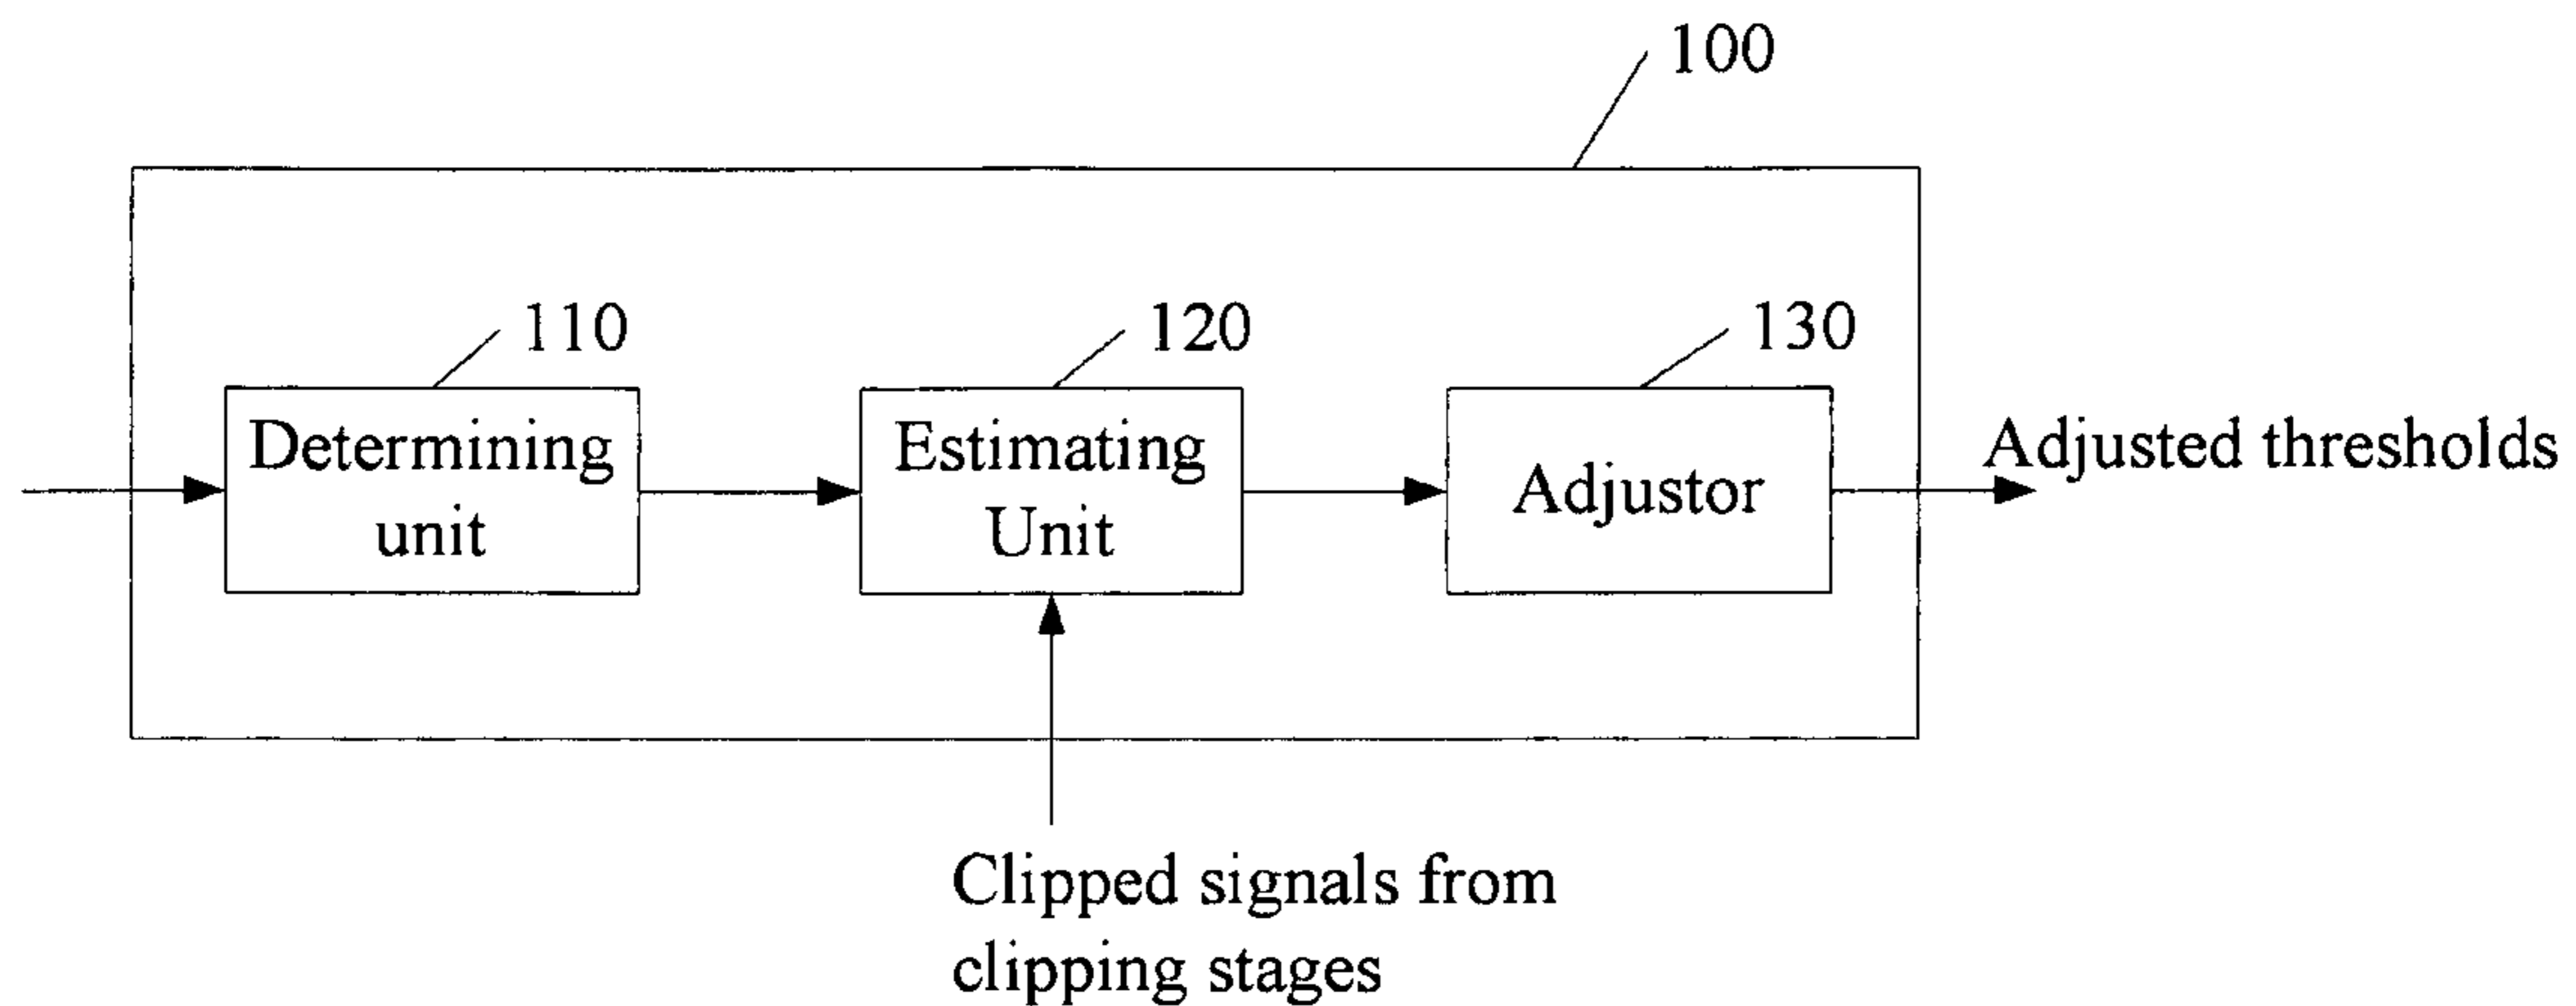 100
110
120
130
Determining
unit
Estimating
Unit
Adjustor
Adjusted thresholds
Clipped signals from
clipping stages